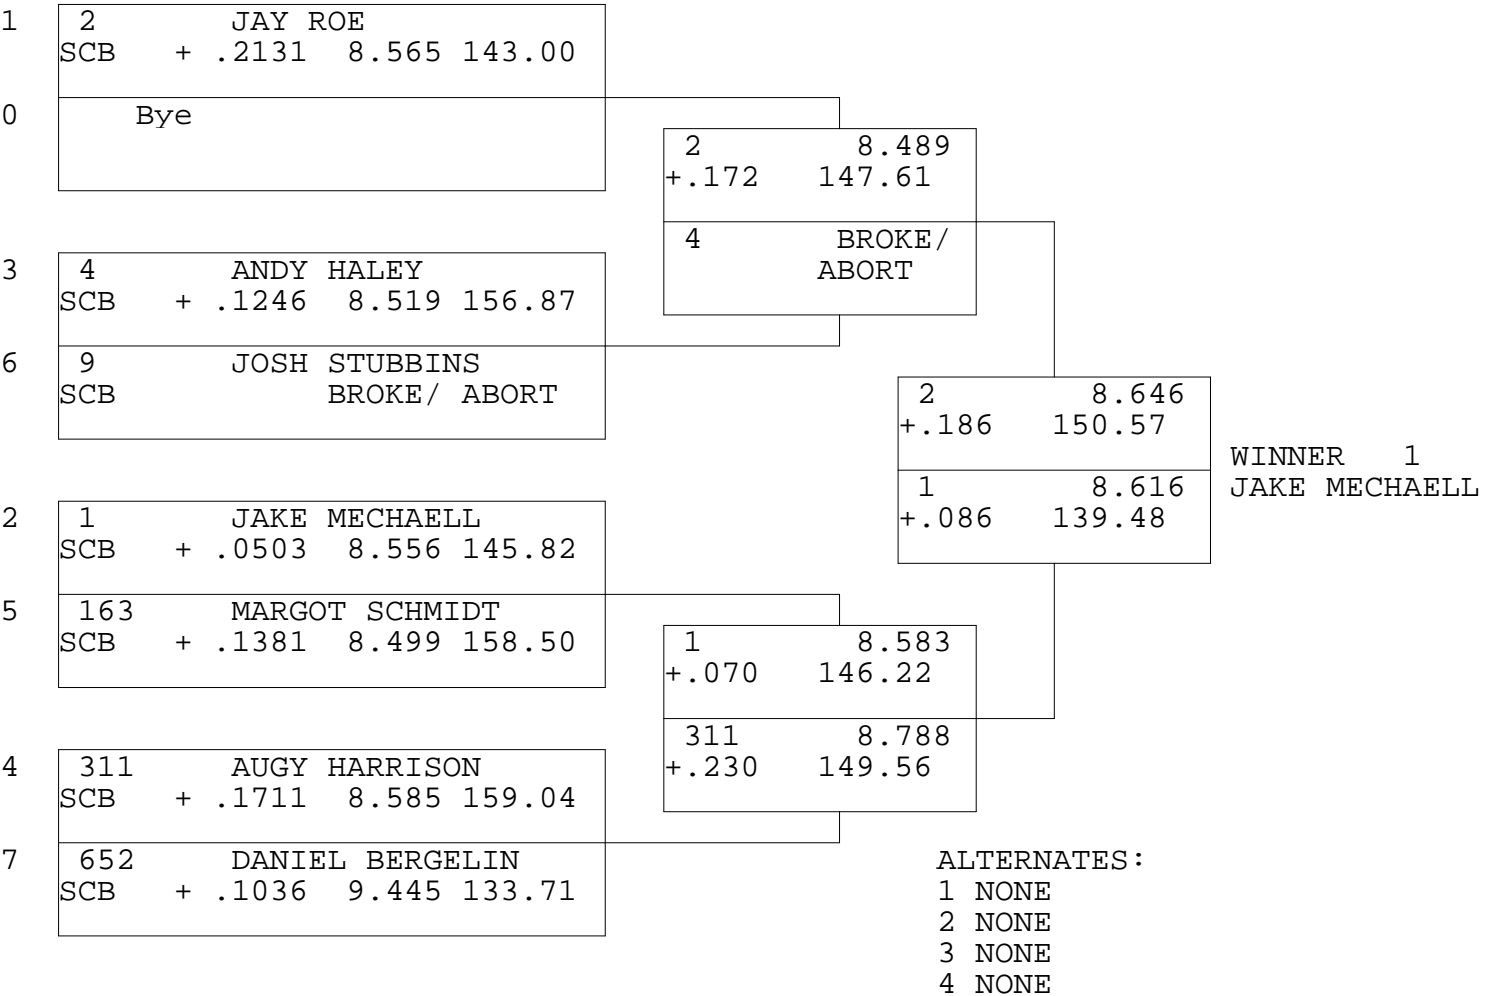 1 2 JAY ROE
SCB + .2131 8.565 143.00
0 Bye
3 4 ANDY HALEY
SCB + .1246 8.519 156.87
6 9 JOSH STUBBINS
SCB BROKE/ ABORT
2 1 JAKE MECHAELL
SCB + .0503 8.556 145.82
5 163 MARGOT SCHMIDT
SCB + .1381 8.499 158.50
4 311 AUGY HARRISON
SCB + .1711 8.585 159.04
7 652 DANIEL BERGELIN
SCB + .1036 9.445 133.71
2 8.489
+.172 147.61
4 BROKE/
ABORT
1 8.583
+.070 146.22
311 8.788
+.230 149.56
2 8.646
+.186 150.57
1 8.616
+.086 139.48
WINNER 1
JAKE MECHAELL
ALTERNATES:
1 NONE
2 NONE
3 NONE
4 NONE